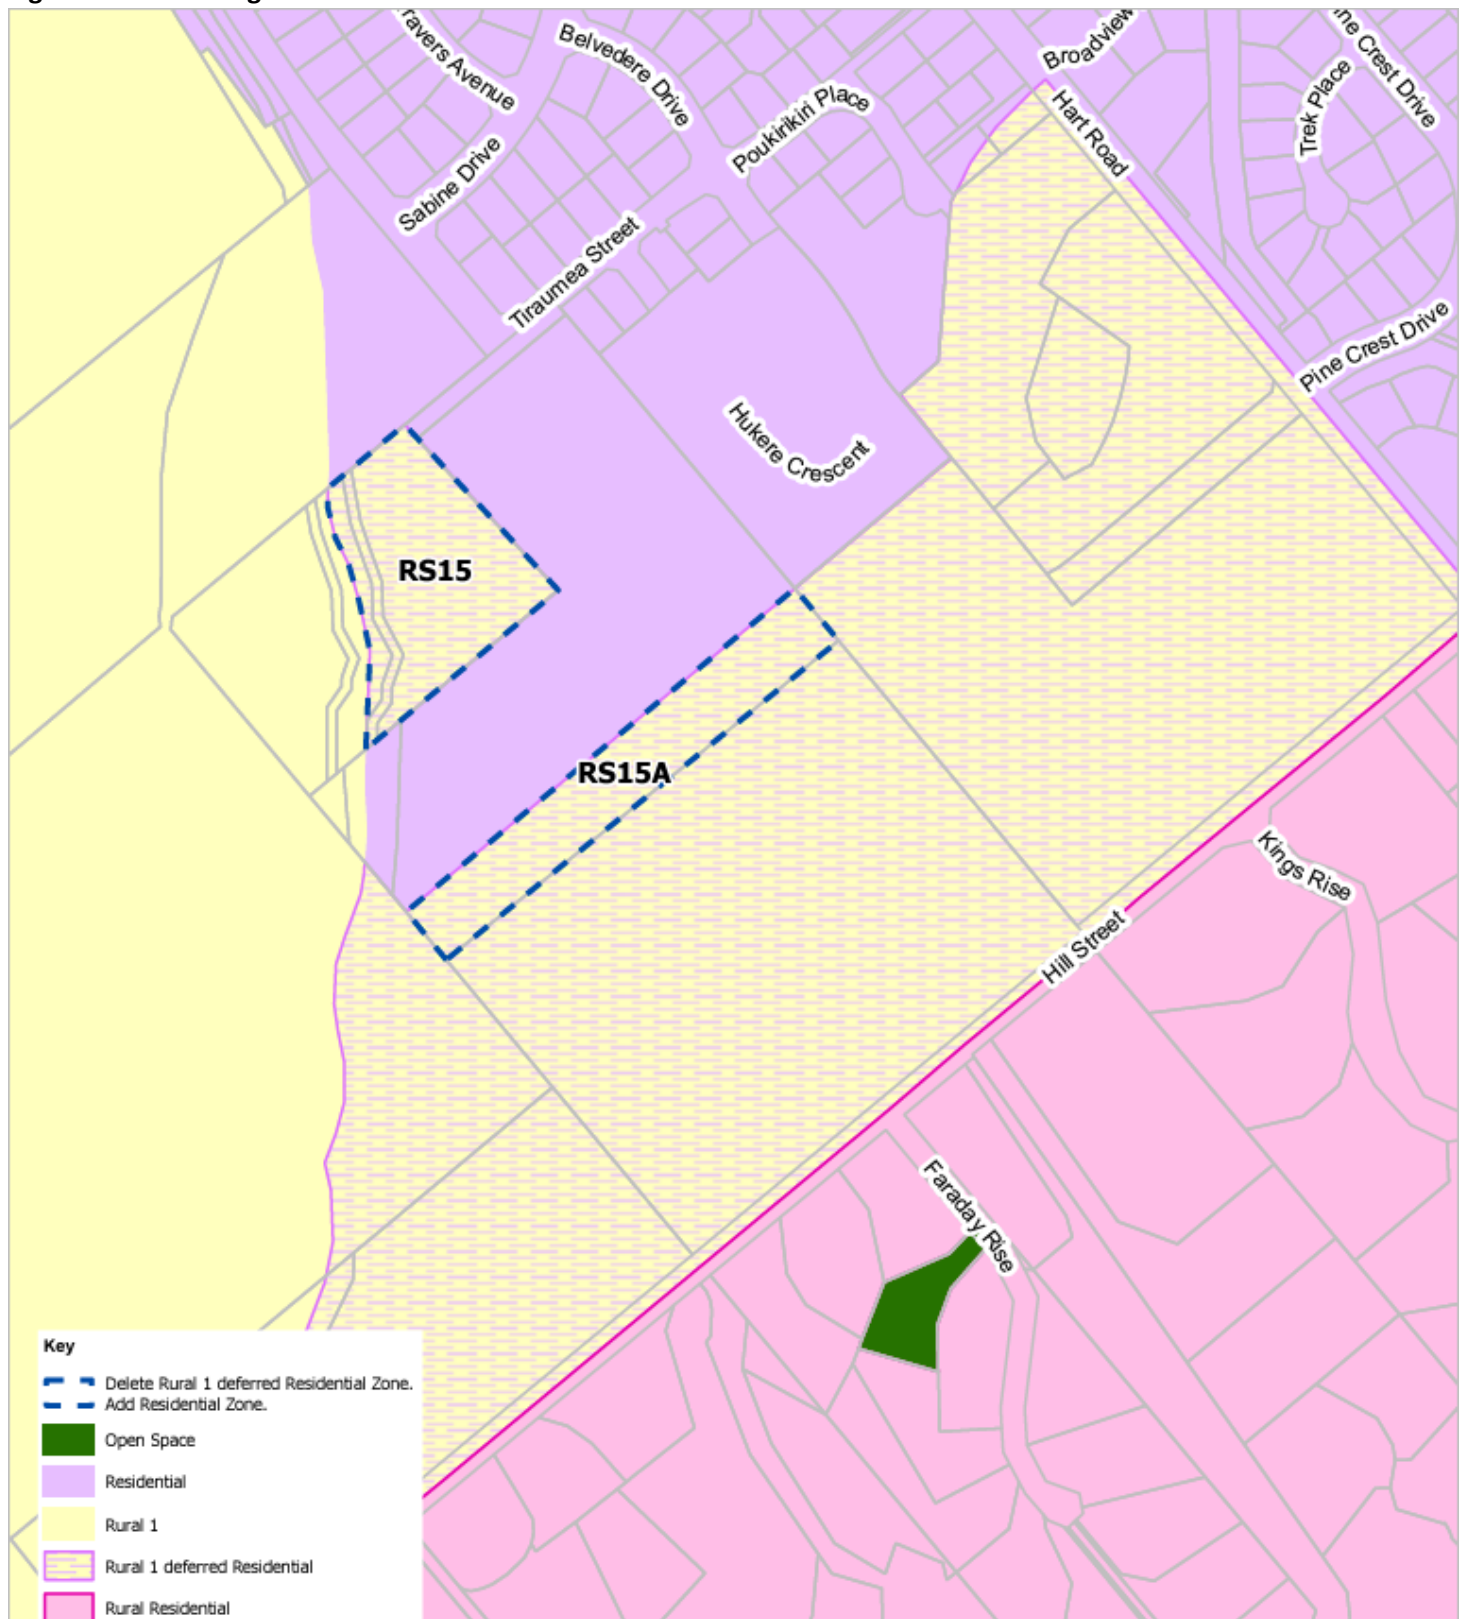 ravers Avenue
Belvedere Drive
Broadview
ine Crest Drive
Trek Place
Hart Road
Poukirikiri Place
Sabine Drive
Tiraumea Street
Pine Crest Drive
Hukere Crescent
RS15
RS15A
Kings Rise
Hill Street
Faraday Rise
Key
Delete Rural 1 deferred Residential Zone.
Add Residential Zone.
Open Space
Residential
Rural 1
Rural 1 deferred Residential
Rural Residential